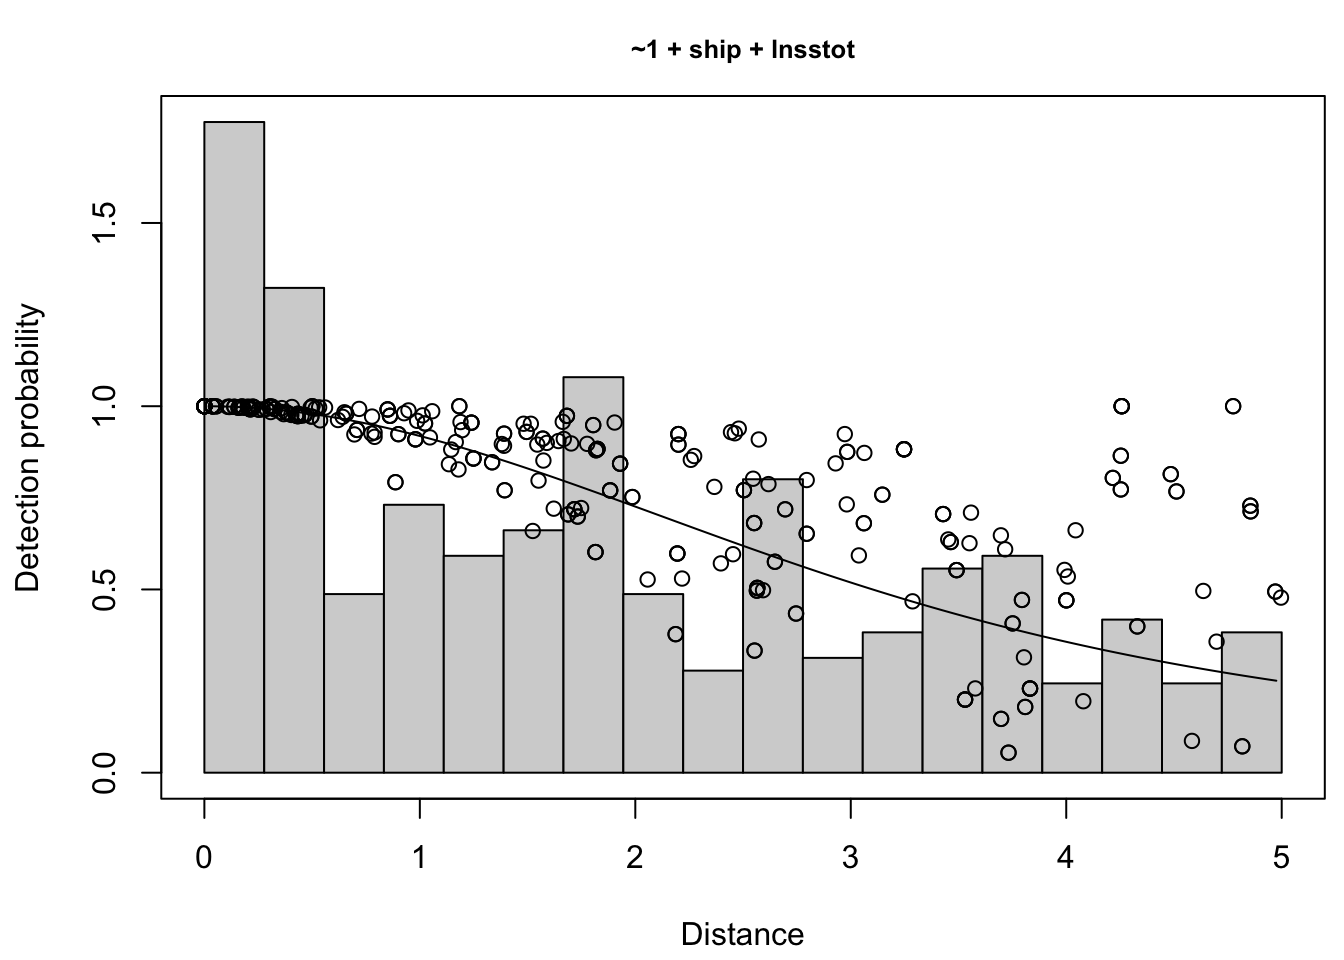 ~1 + ship + lnsstot
Detection probability
0.0 0.5 1.0 1.5
0 1 2 3 4 5
Distance